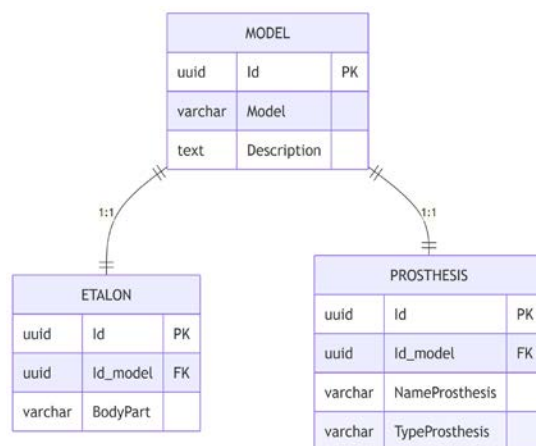 MODEL
uuid Id PK
varchar Model
text Description
1:1 1:1
ETALON
uuid Id PK
uuid Id_model FK
varchar BodyPart
PROSTHESIS
uuid Id PK
uuid Id_model FK
varchar NameProsthesis
varchar TypeProsthesis